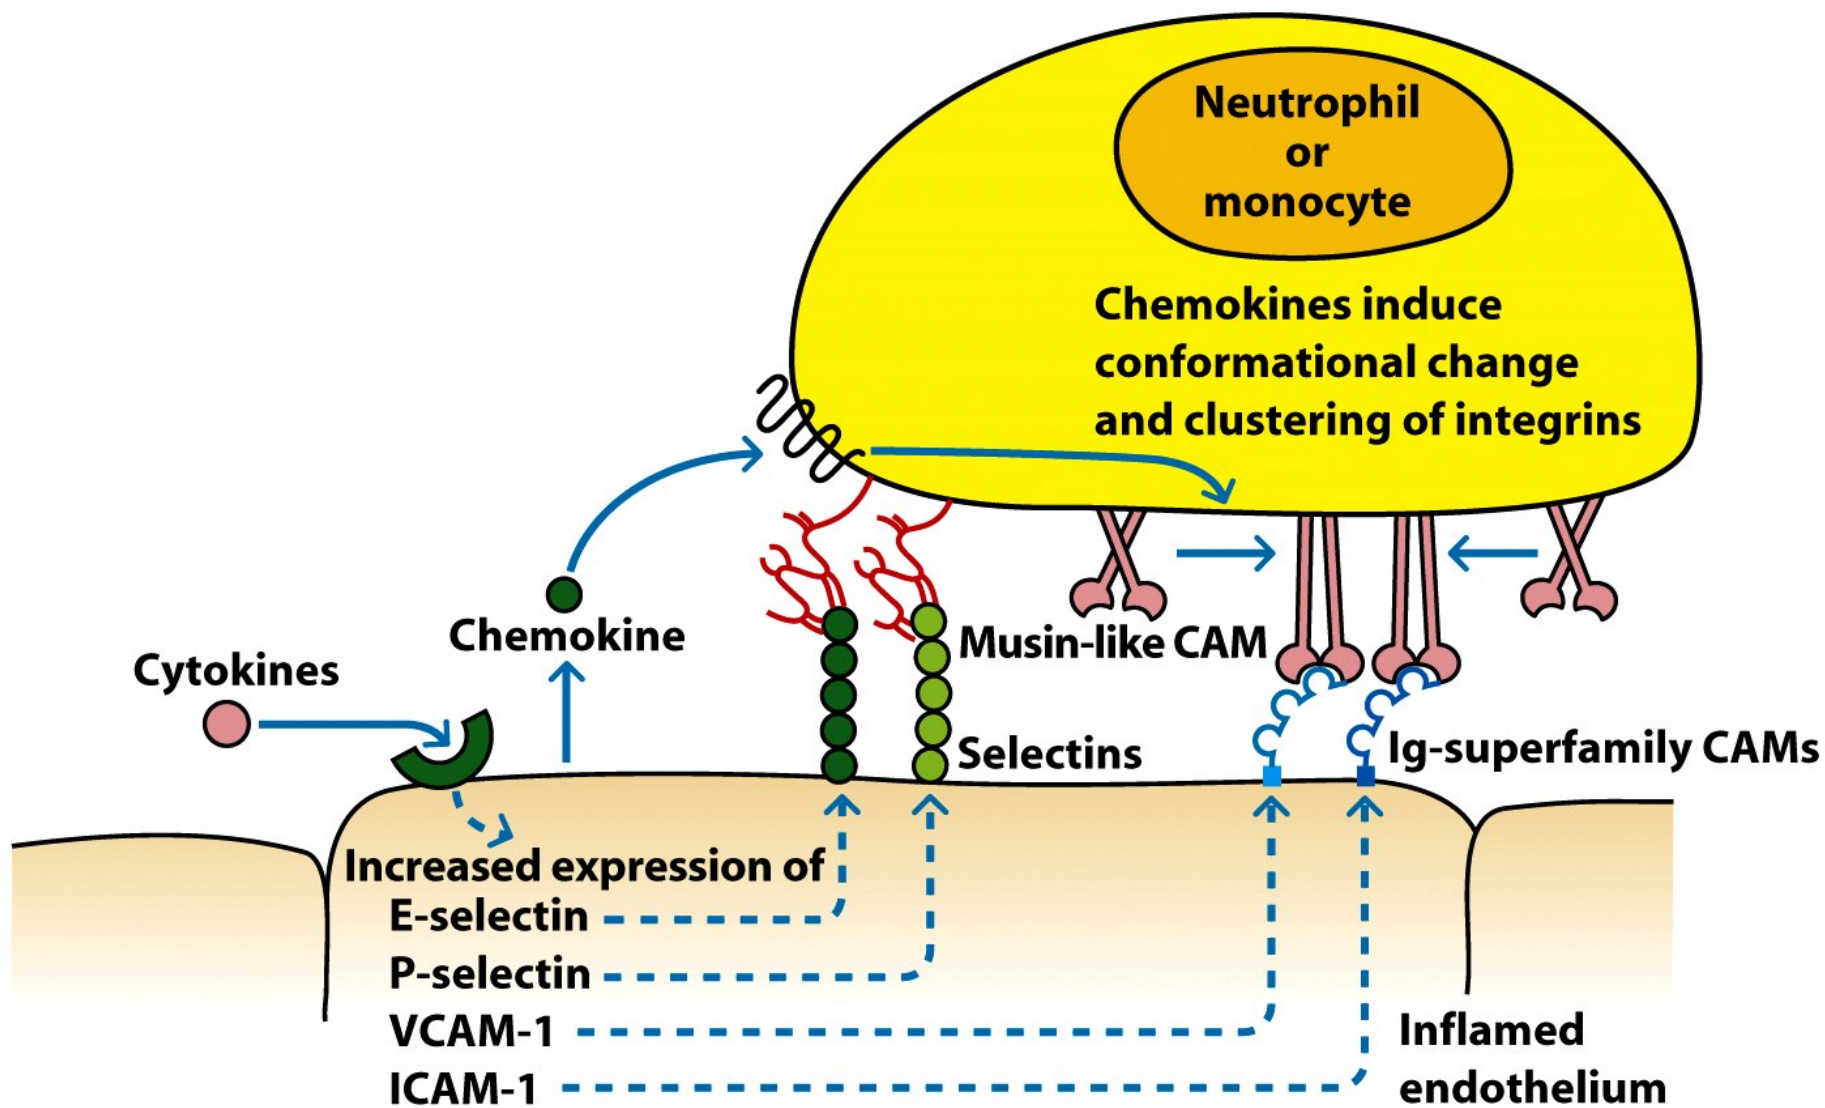 Neutrophil
or
monocyte
Chemokines induce
conformational change
and clustering of integrins
Chemokine
Cytokines
Musin-like CAM
Selectins
Ig-superfamily CAMs
Increased expression of
E-selectin
P-selectin
VCAM-1
ICAM-1
Inflamed
endothelium